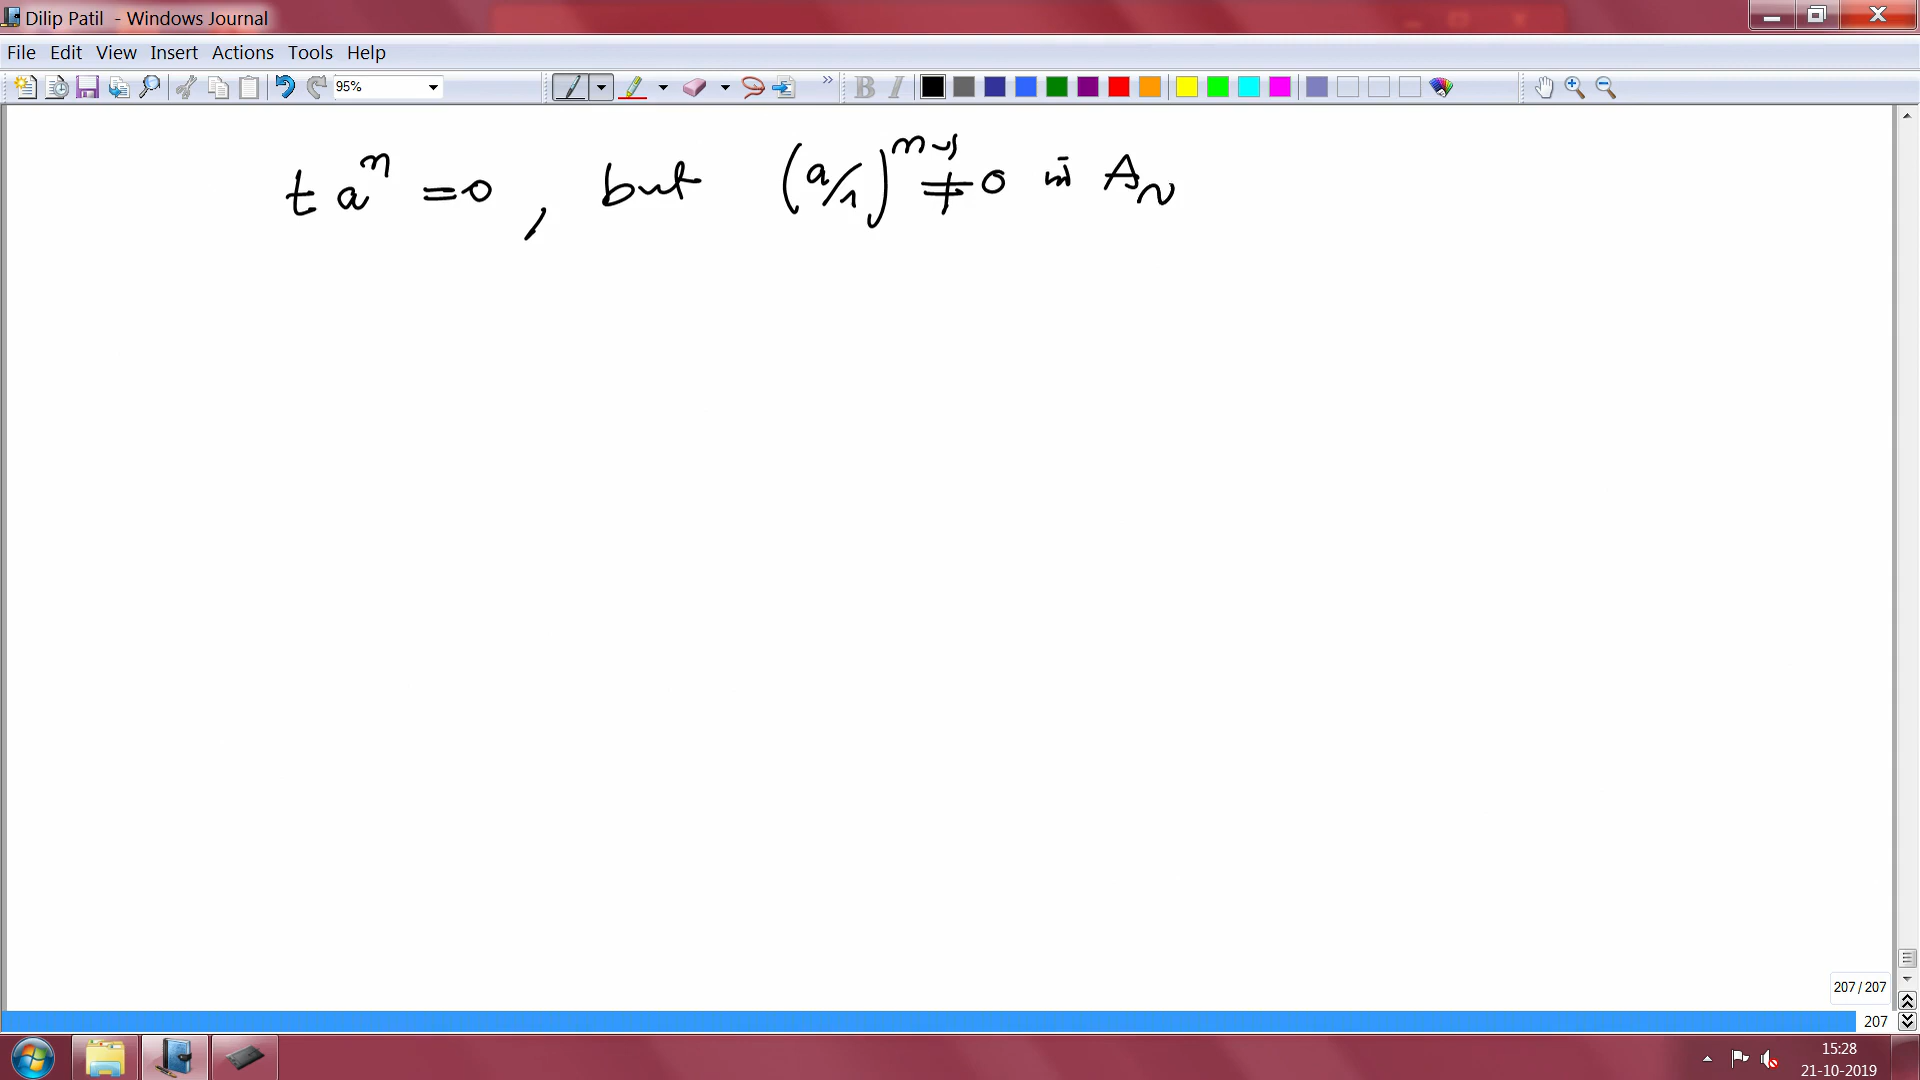 Dilip Patil - Windows Journal
File Edit View Insert Actions Tools Help
95%
t a^n = 0 , but (a/1)^{n-1} ≠ 0 in A_p
207 / 207
207
15:28
21-10-2019